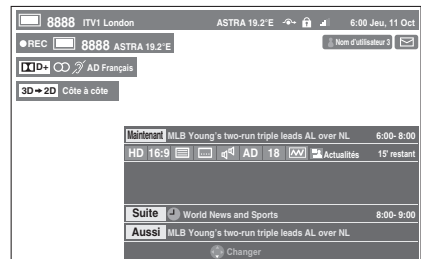 8888 ITV1 London ASTRA 19.2°E 6:00 Jeu, 11 Oct
REC 8888 ASTRA 19.2°E Nom d'utilisateur 3
D+ AD Français
3D 2D Côte à côte
Maintenant MLB Young's two-run triple leads AL over NL 6:00- 8:00
HD 16:9 AD 18 Actualités 15' restant
Suite World News and Sports 8:00- 9:00
Aussi MLB Young's two-run triple leads AL over NL
Changer